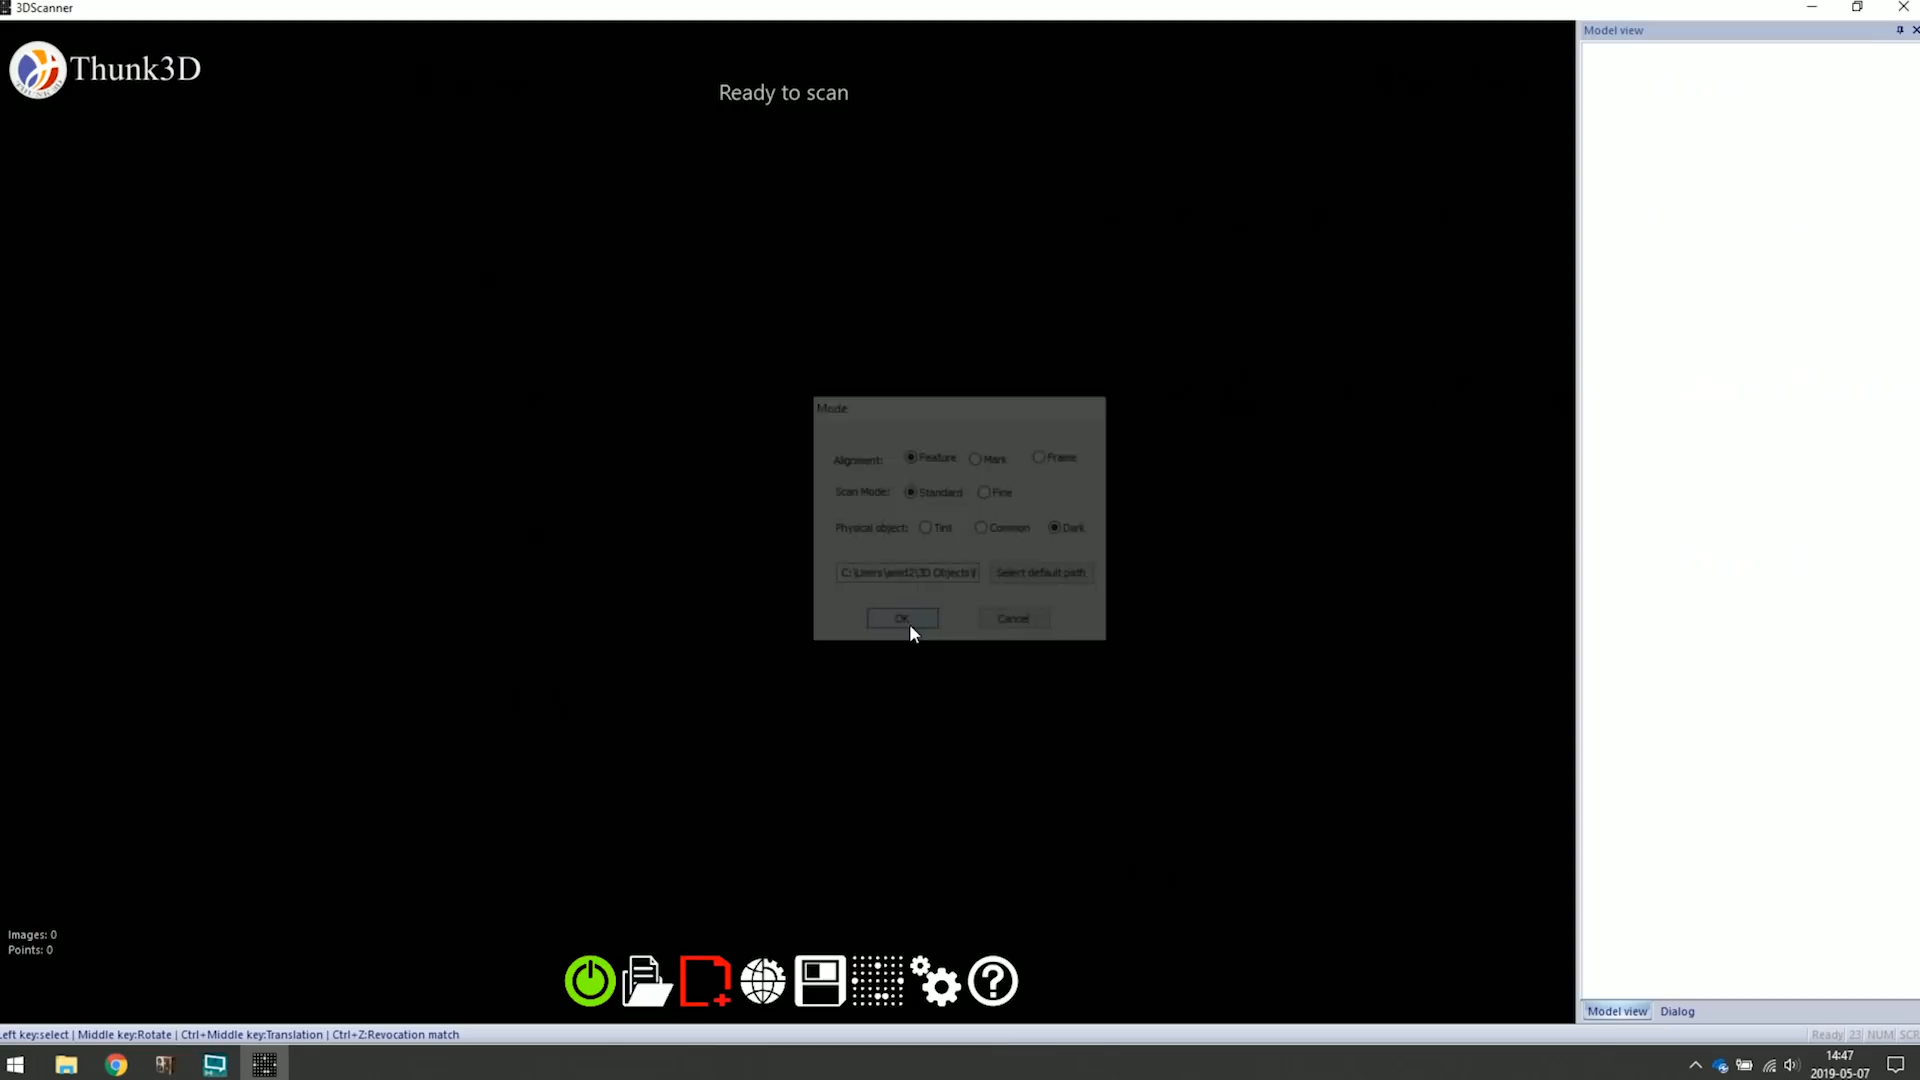 3DScanner
Thunk3D
Ready to scan
Model view
Mode
Alignment: Feature Mark Frame
Scan Mode: Standard Fine
Physical object: Tint Common Dark
Select default path
OK Cancel
Images: 0
Points: 0
Model view Dialog
Left key:select | Middle key:Rotate | Ctrl+Middle key:Translation | Ctrl+Z:Revocation match
Ready 23 NUM SCR
14:47
2019-05-07